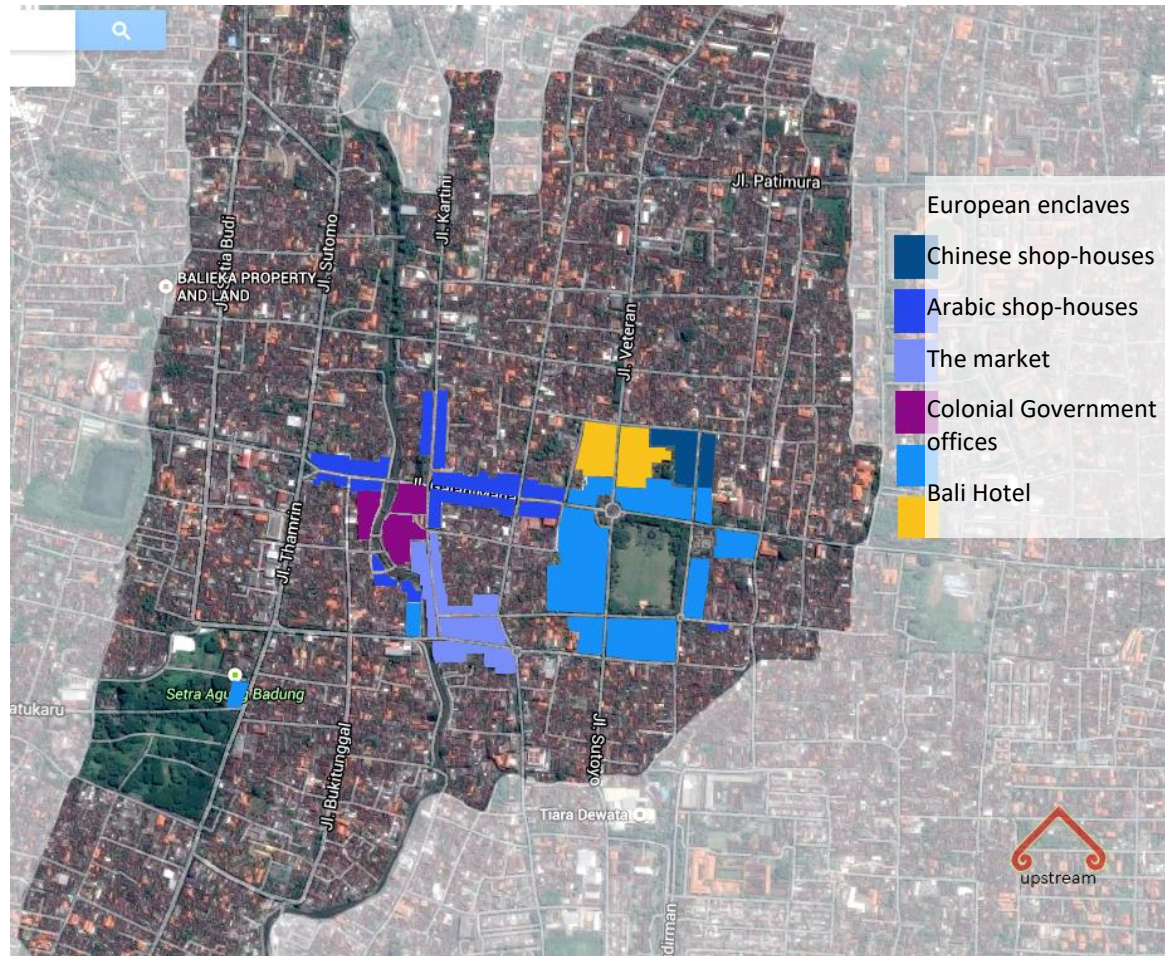 Jl. Patimura
Jl. Kartini
Jl. Sutomo
BALIEKA PROPERTY
AND LAND
Jl. Veteran
European enclaves
Chinese shop-houses
Arabic shop-houses
The market
Colonial Government
offices
Bali Hotel
Jl. Thamrin
Setra Agung Badung
atukaru
Jl. Bukitunggal
Jl. Sutoyo
Tiara Dewata
upstream
dirman